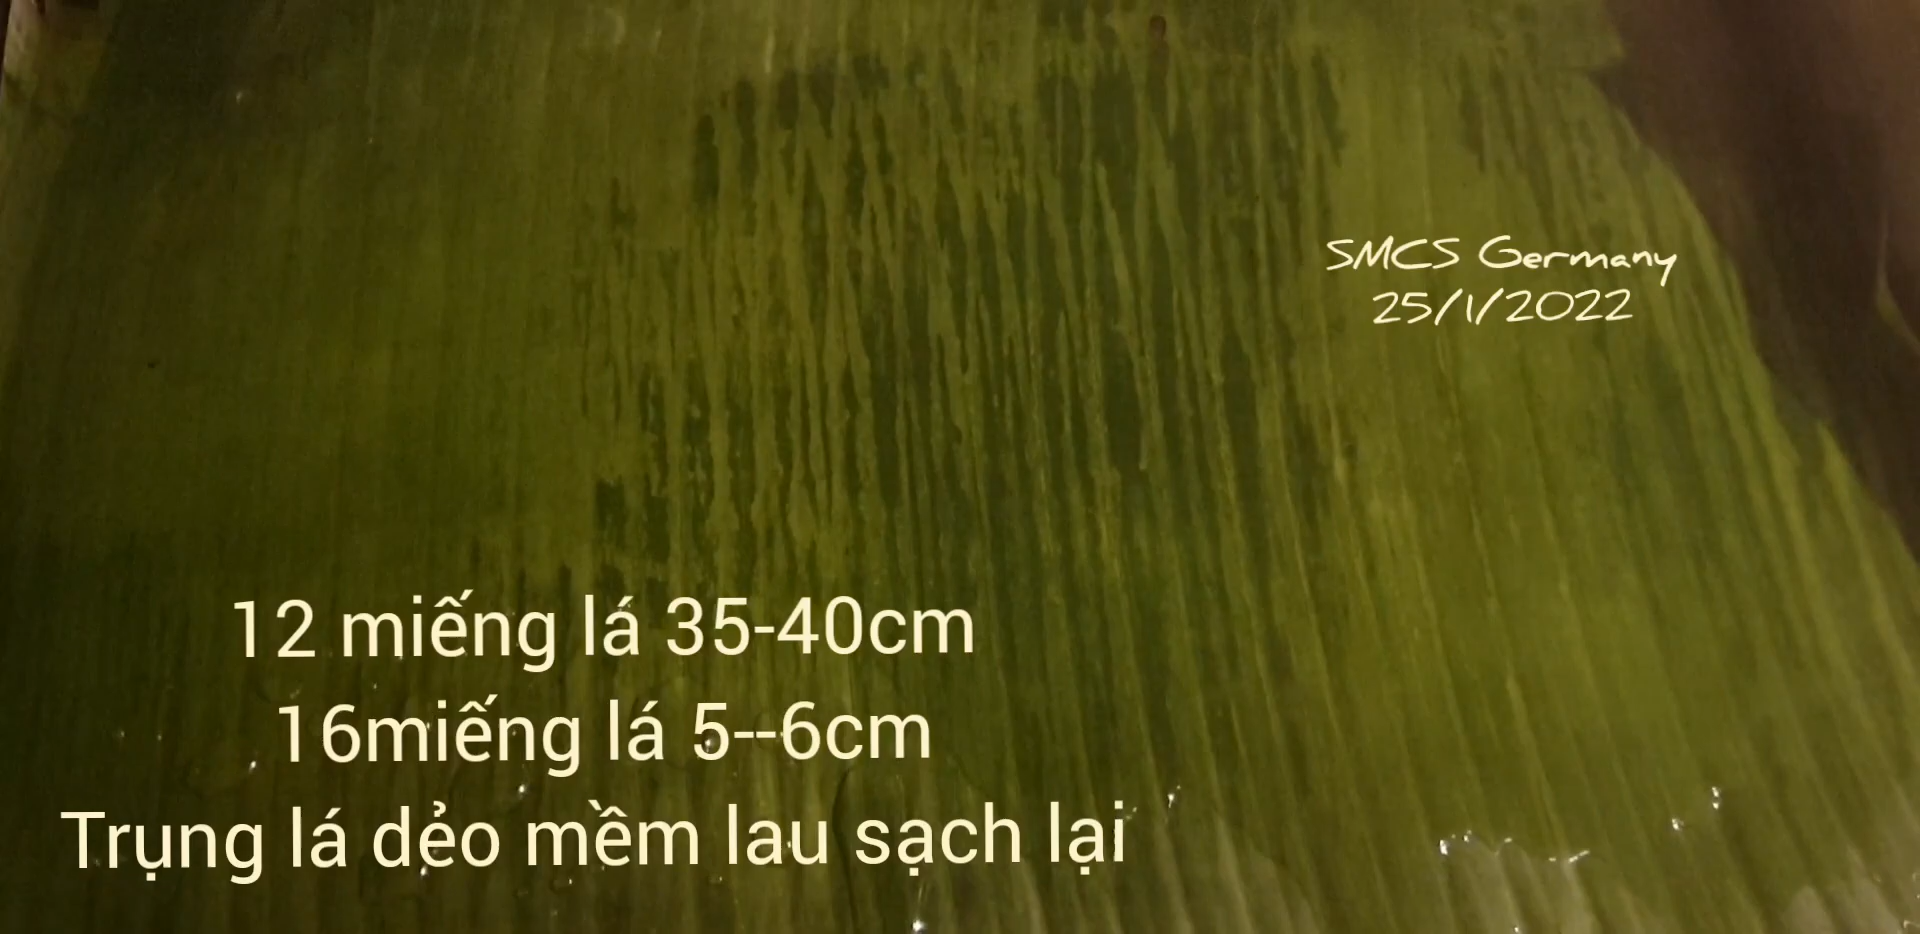 SMCS Germany
25/1/2022
12 miếng lá 35-40cm
16miếng lá 5--6cm
Trụng lá dẻo mềm lau sạch lại